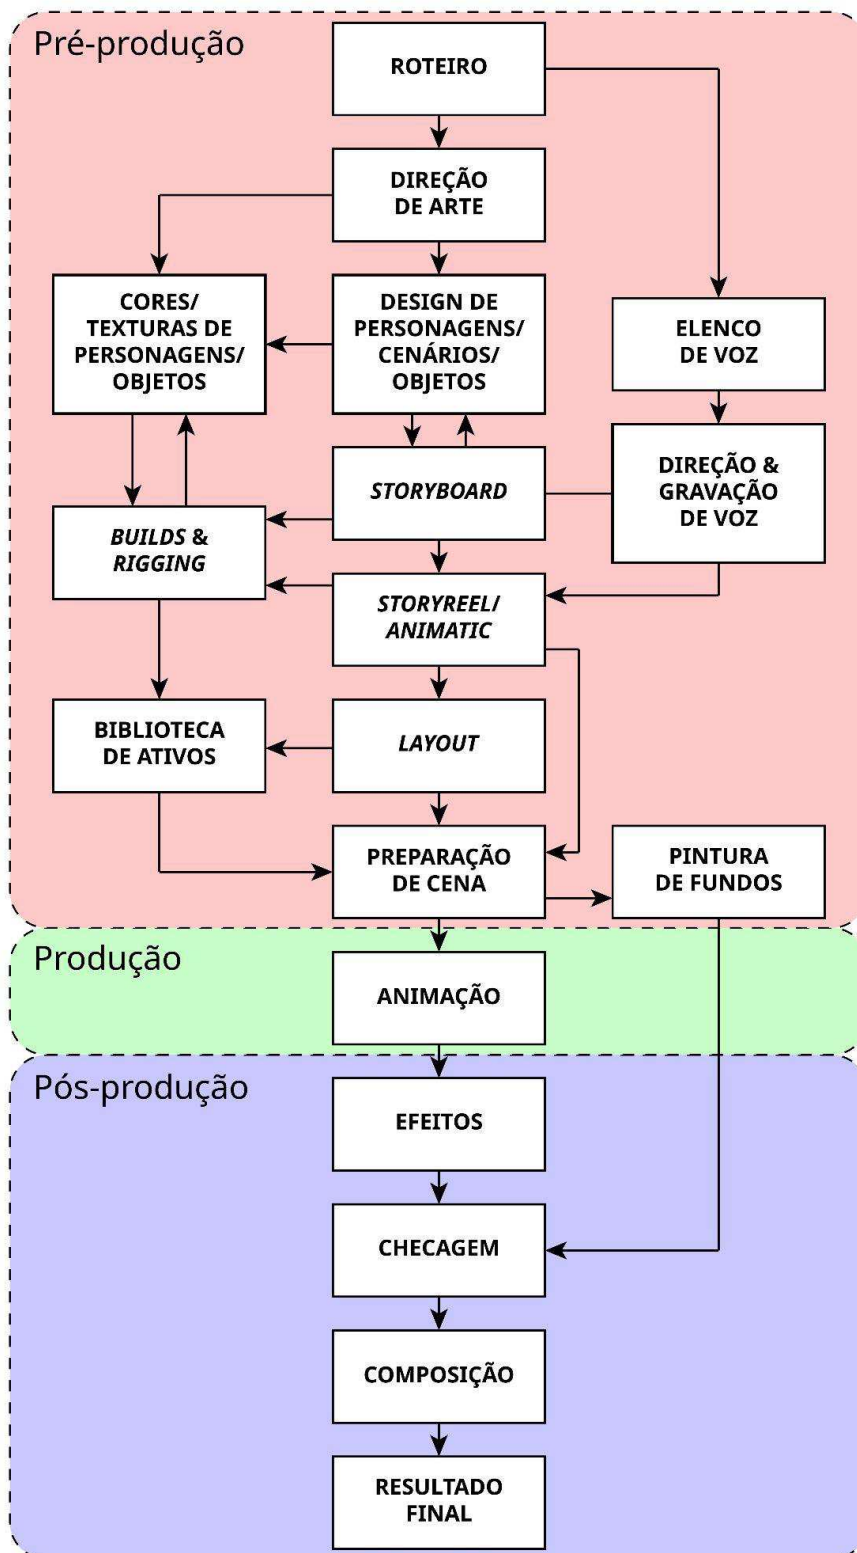 Pré-produção
ROTEIRO
DIREÇÃO
DE ARTE
CORES/
TEXTURAS DE
PERSONAGENS/
OBJETOS
DESIGN DE
PERSONAGENS/
CENÁRIOS/
OBJETOS
ELENCO
DE VOZ
STORYBOARD
DIREÇÃO &
GRAVAÇÃO
DE VOZ
BUILDS &
RIGGING
STORYREEL/
ANIMATIC
BIBLIOTECA
DE ATIVOS
LAYOUT
PREPARAÇÃO
DE CENA
PINTURA
DE FUNDOS
Produção
ANIMAÇÃO
Pós-produção
EFEITOS
CHECAGEM
COMPOSIÇÃO
RESULTADO
FINAL